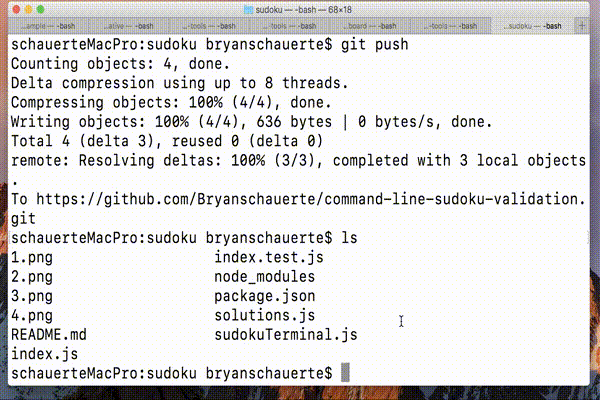 sudoku — -bash — 68×18
...ample — -bash ...ative — -bash ...-tools — -bash ...-tools — -bash ...board — -bash ...-tools — -bash ...sudoku — -bash +
schauerteMacPro:sudoku bryanschauerte$ git push
Counting objects: 4, done.
Delta compression using up to 8 threads.
Compressing objects: 100% (4/4), done.
Writing objects: 100% (4/4), 636 bytes | 0 bytes/s, done.
Total 4 (delta 3), reused 0 (delta 0)
remote: Resolving deltas: 100% (3/3), completed with 3 local objects
.
To https://github.com/Bryanschauerte/command-line-sudoku-validation.
git
schauerteMacPro:sudoku bryanschauerte$ ls
1.png index.test.js
2.png node_modules
3.png package.json
4.png solutions.js
README.md sudokuTerminal.js
index.js
schauerteMacPro:sudoku bryanschauerte$